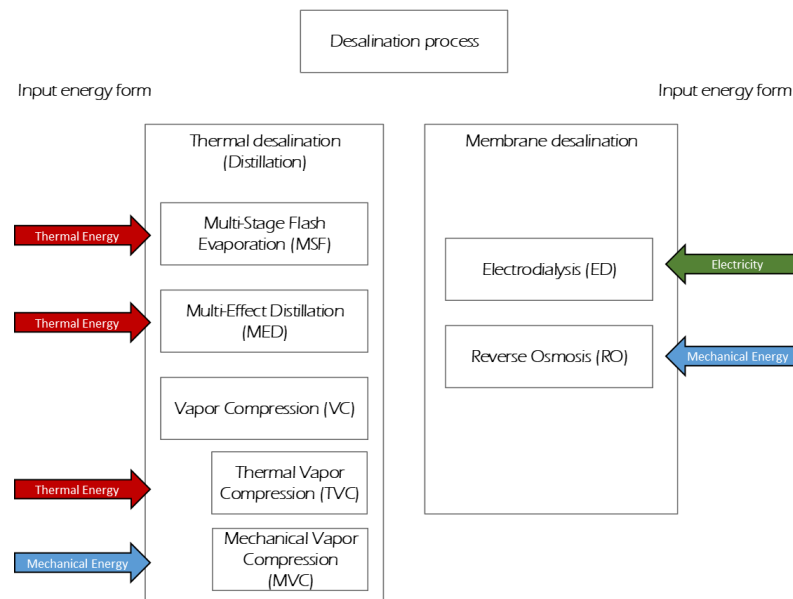 Desalination process
Input energy form
Input energy form
Thermal desalination
(Distillation)
Multi-Stage Flash
Evaporation (MSF)
Thermal Energy
Multi-Effect Distillation
(MED)
Thermal Energy
Vapor Compression (VC)
Thermal Vapor
Compression (TVC)
Thermal Energy
Mechanical Vapor
Compression
(MVC)
Mechanical Energy
Membrane desalination
Electrodialysis (ED)
Electricity
Reverse Osmosis (RO)
Mechanical Energy